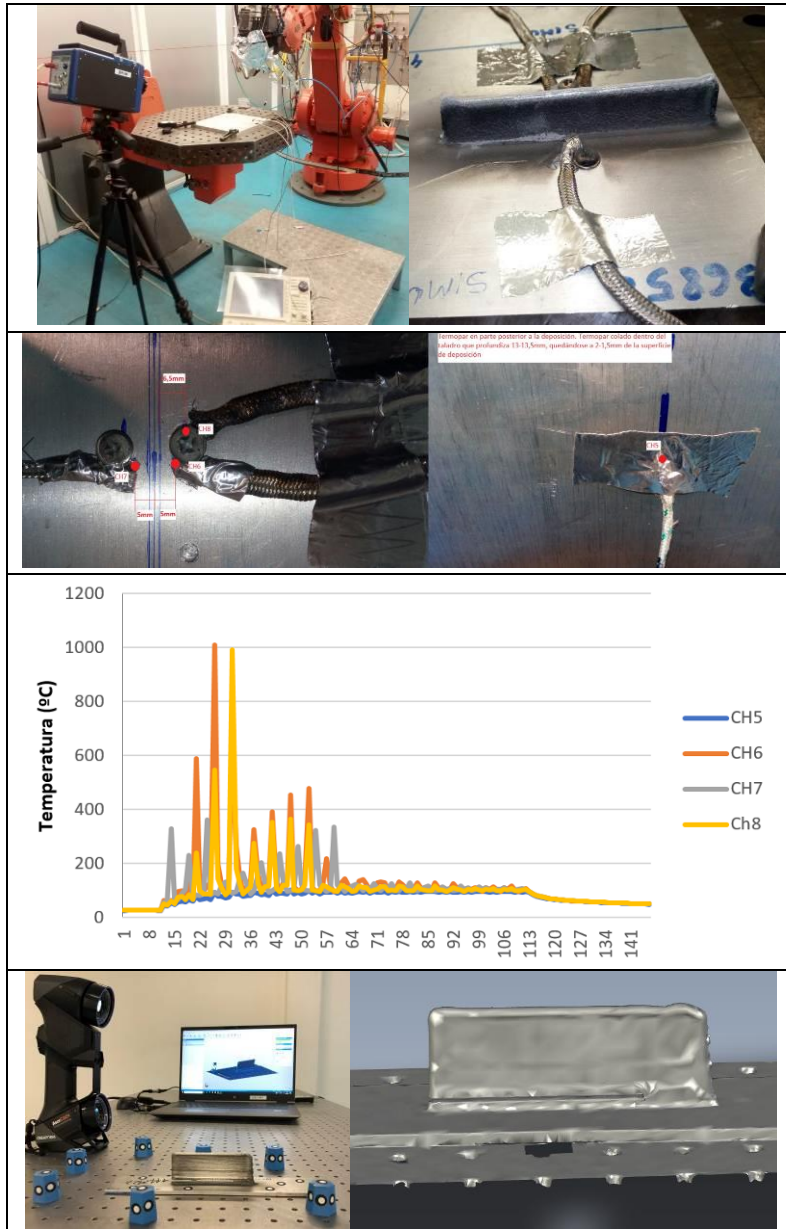 SiMU
B685
SiMU
6,5mm
CH8
CH7
CH6
5mm
5mm
Termopar en parte posterior a la deposición. Termopar colado dentro del
taladro que profundiza 13-13,5mm, quedándose a 2-1,5mm de la superficie
de deposición
CH5
Temperatura (ºC)
1200
1000
800
600
400
200
0
1
8
15
22
29
36
43
50
57
64
71
78
85
92
99
106
113
120
127
134
141
CH5
CH6
CH7
Ch8